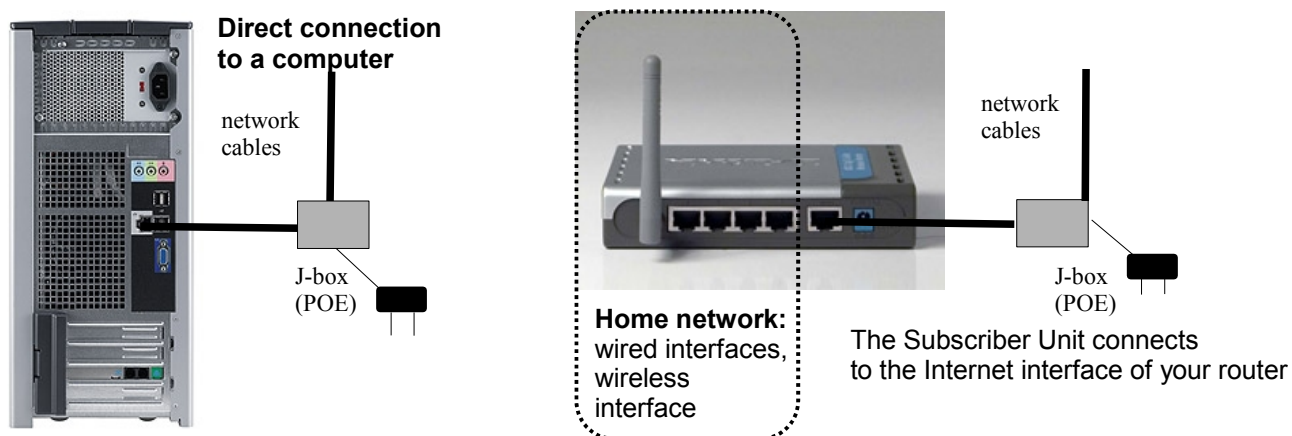 Direct connection
to a computer
network
cables
J-box
(POE)
network
cables
J-box
(POE)
Home network:
wired interfaces,
wireless
interface
The Subscriber Unit connects
to the Internet interface of your router